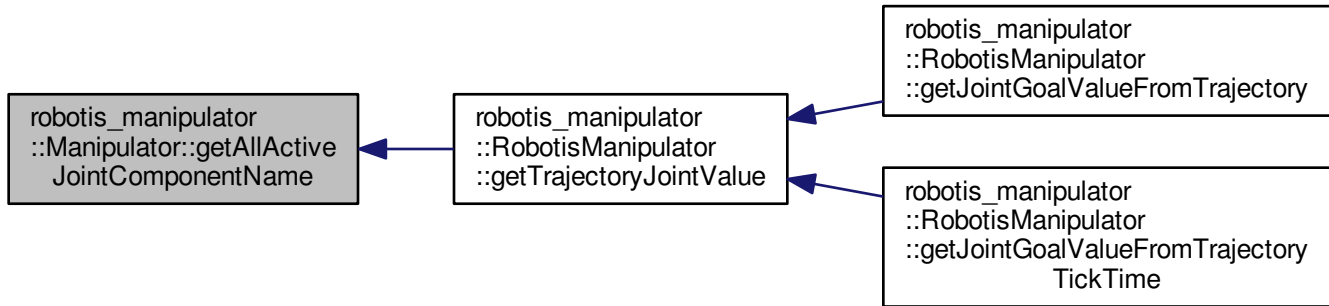 robotis_manipulator
::Manipulator::getAllActive
JointComponentName
robotis_manipulator
::RobotisManipulator
::getTrajectoryJointValue
robotis_manipulator
::RobotisManipulator
::getJointGoalValueFromTrajectory
robotis_manipulator
::RobotisManipulator
::getJointGoalValueFromTrajectory
TickTime